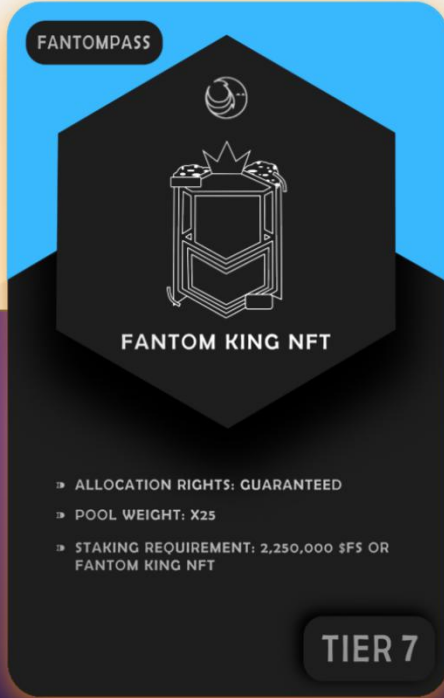 FANTOMPASS
FANTOM KING NFT
ALLOCATION RIGHTS: GUARANTEED
POOL WEIGHT: X25
STAKING REQUIREMENT: 2,250,000 $FS OR
FANTOM KING NFT
TIER 7